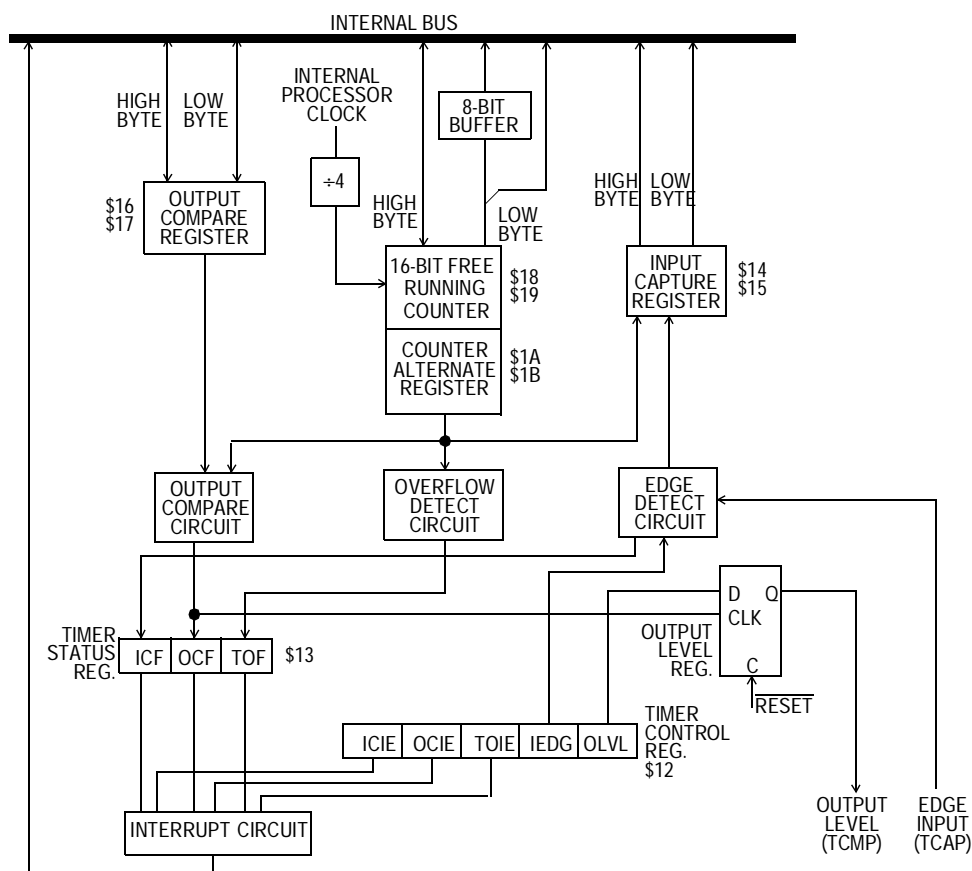 INTERNAL BUS
HIGH
BYTE
LOW
BYTE
INTERNAL
PROCESSOR
CLOCK
÷4
8-BIT
BUFFER
HIGH
BYTE
LOW
BYTE
HIGH
BYTE
LOW
BYTE
$16
$17
OUTPUT
COMPARE
REGISTER
16-BIT FREE
RUNNING
COUNTER
$18
$19
COUNTER
ALTERNATE
REGISTER
$1A
$1B
INPUT
CAPTURE
REGISTER
$14
$15
OUTPUT
COMPARE
CIRCUIT
OVERFLOW
DETECT
CIRCUIT
EDGE
DETECT
CIRCUIT
D Q
CLK
C
OUTPUT
LEVEL
REG.
RESET
TIMER
STATUS
REG.
ICF OCF TOF
$13
ICIE OCIE TOIE IEDG OLVL
TIMER
CONTROL
REG.
$12
INTERRUPT CIRCUIT
OUTPUT
LEVEL
(TCMP)
EDGE
INPUT
(TCAP)